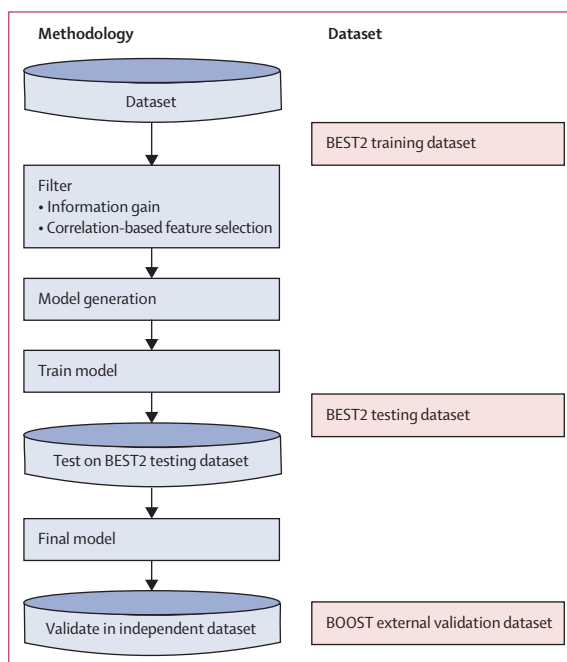 Methodology
Dataset
Dataset
BEST2 training dataset
Filter
• Information gain
• Correlation-based feature selection
Model generation
Train model
BEST2 testing dataset
Test on BEST2 testing dataset
Final model
BOOST external validation dataset
Validate in independent dataset